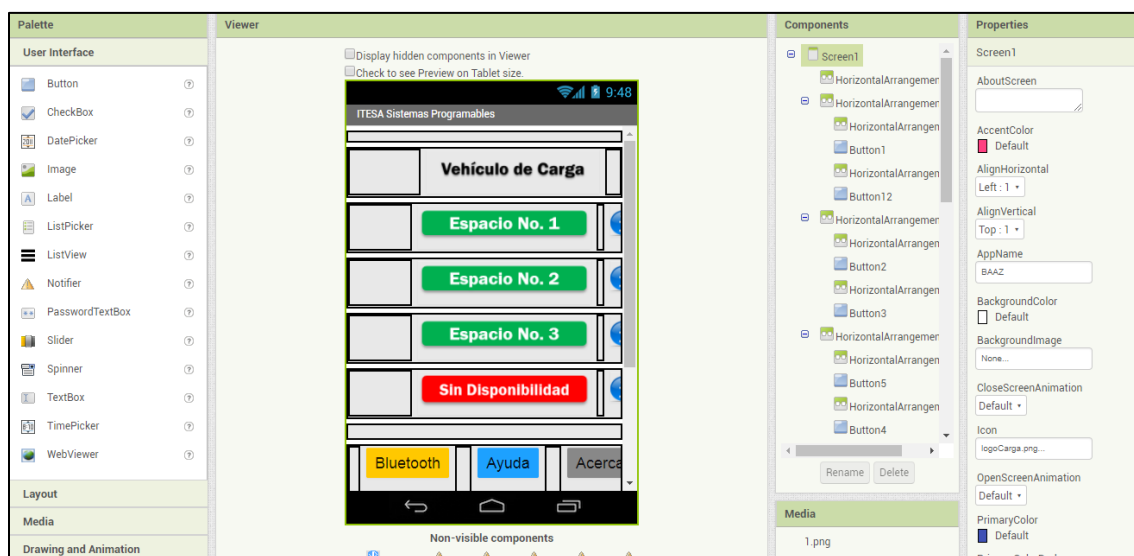 Palette
User Interface
Button
CheckBox
DatePicker
Image
Label
ListPicker
ListView
Notifier
PasswordTextBox
Slider
Spinner
TextBox
TimePicker
WebViewer
Layout
Media
Drawing and Animation
Viewer
Display hidden components in Viewer
Check to see Preview on Tablet size.
9:48
ITESA Sistemas Programables
Vehículo de Carga
Espacio No. 1
Espacio No. 2
Espacio No. 3
Sin Disponibilidad
Bluetooth Ayuda Acerca
Non-visible components
Components
Screen1
HorizontalArrangemen
HorizontalArrangemen
HorizontalArrangen
Button1
HorizontalArrangen
Button12
HorizontalArrangemen
HorizontalArrangen
Button2
HorizontalArrangen
Button3
HorizontalArrangemen
HorizontalArrangen
Button5
HorizontalArrangen
Button4
Rename Delete
Media
1.png
Properties
Screen1
AboutScreen
AccentColor
Default
AlignHorizontal
Left : 1
AlignVertical
Top : 1
AppName
BAAZ
BackgroundColor
Default
BackgroundImage
None...
CloseScreenAnimation
Default
Icon
logoCarga.png...
OpenScreenAnimation
Default
PrimaryColor
Default